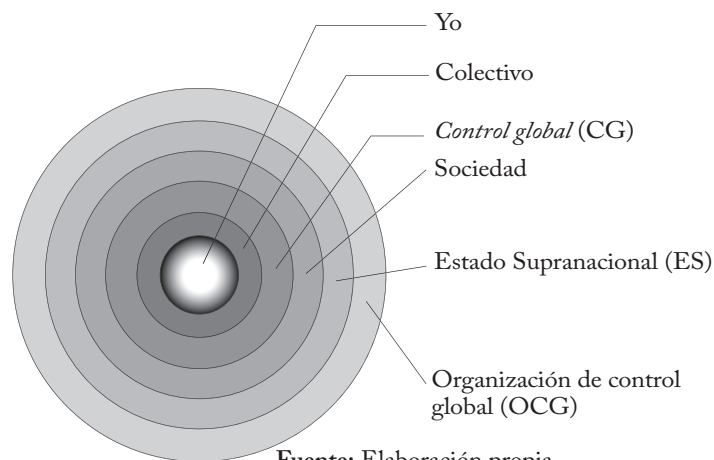 Yo
Colectivo
Control global (CG)
Sociedad
Estado Supranacional (ES)
Organización de control
global (OCG)
Fuente: Elaboración propia